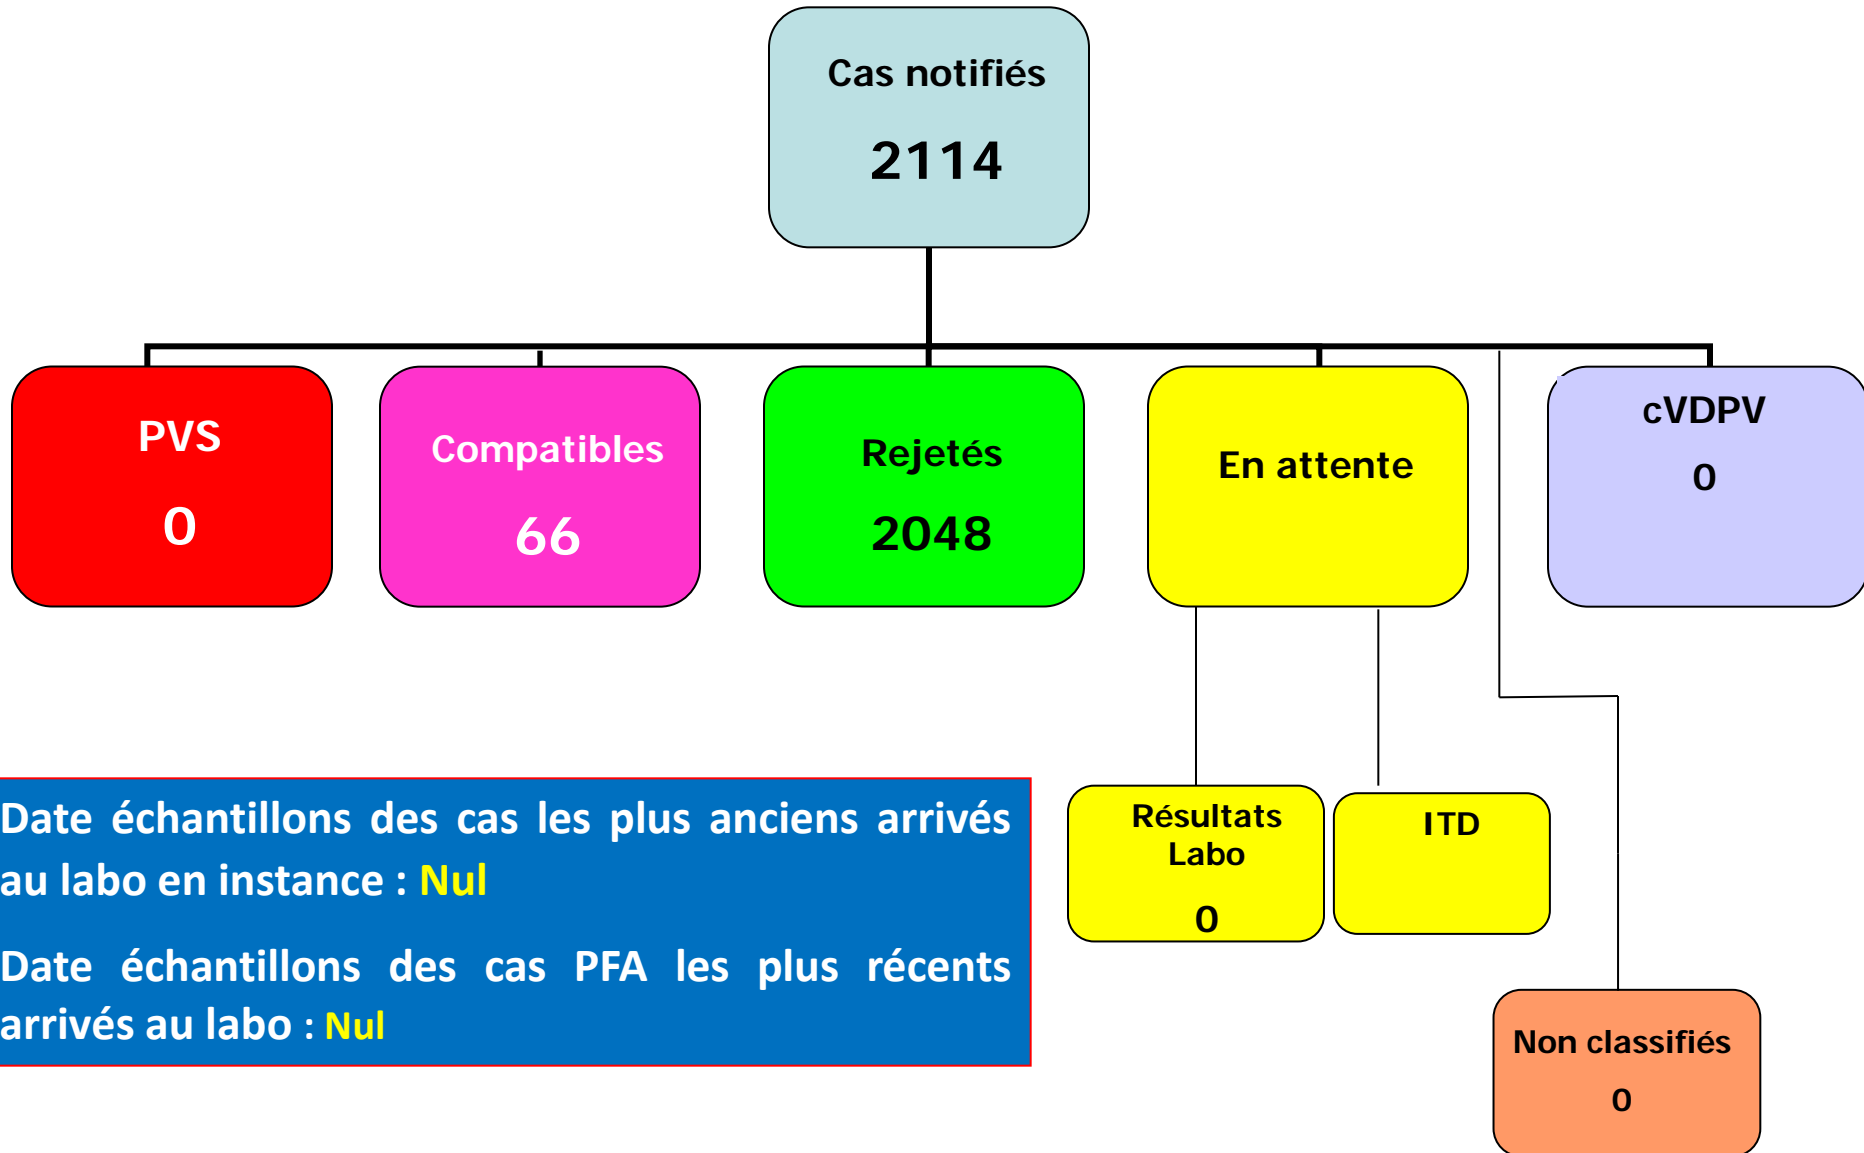 Cas notifiés
2114
PVS
0
Compatibles
66
Rejetés
2048
En attente
cVDPV
0
Résultats
Labo
0
ITD
Non classifiés
0
Date échantillons des cas les plus anciens arrivés
au labo en instance : Nul
Date échantillons des cas PFA les plus récents
arrivés au labo : Nul